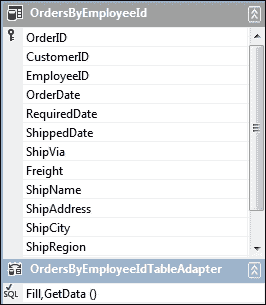 OrdersByEmployeeId
OrderID
CustomerID
EmployeeID
OrderDate
RequiredDate
ShippedDate
ShipVia
Freight
ShipName
ShipAddress
ShipCity
ShipRegion
OrdersByEmployeeIdTableAdapter
SQL Fill,GetData ()